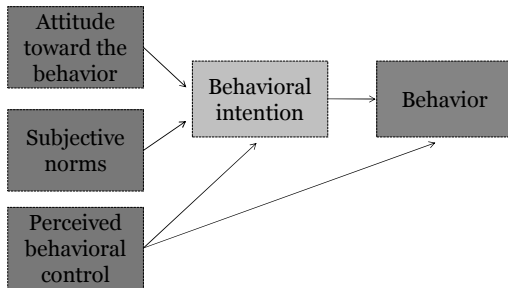 Attitude
toward the
behavior
Behavioral
intention
Behavior
Subjective
norms
Perceived
behavioral
control